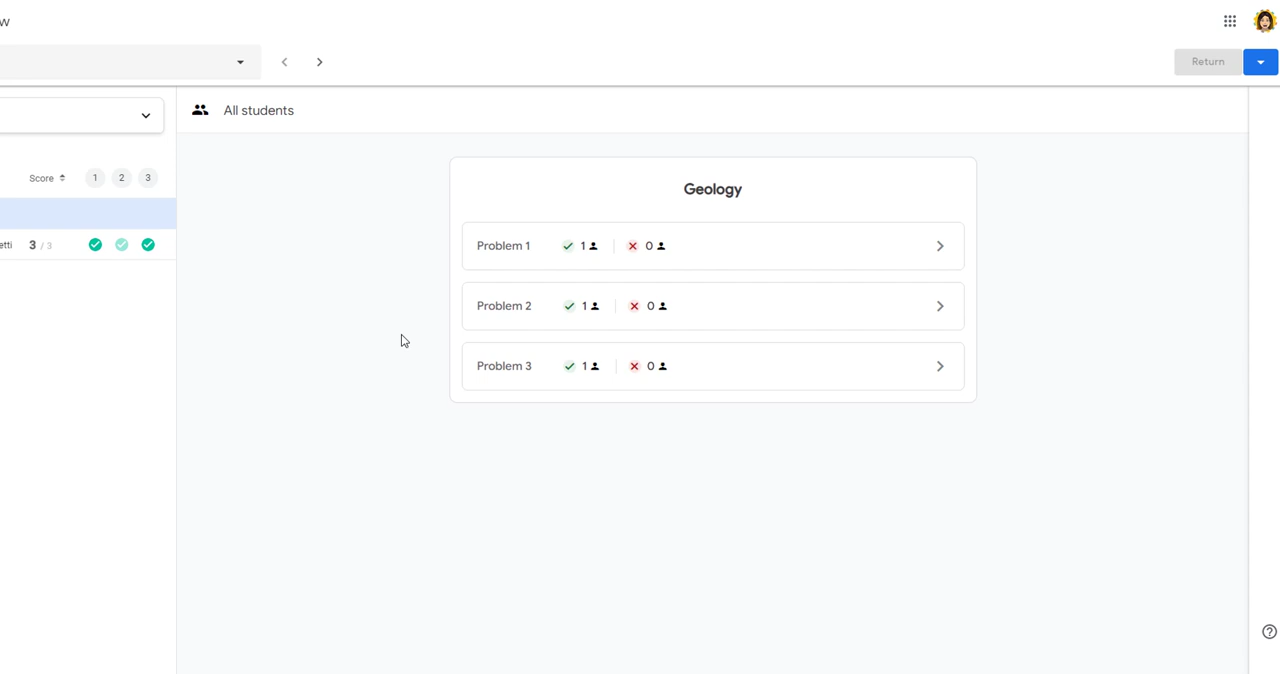 w
Return
All students
Score 1 2 3
etti 3 / 3
Geology
Problem 1 1 0
Problem 2 1 0
Problem 3 1 0